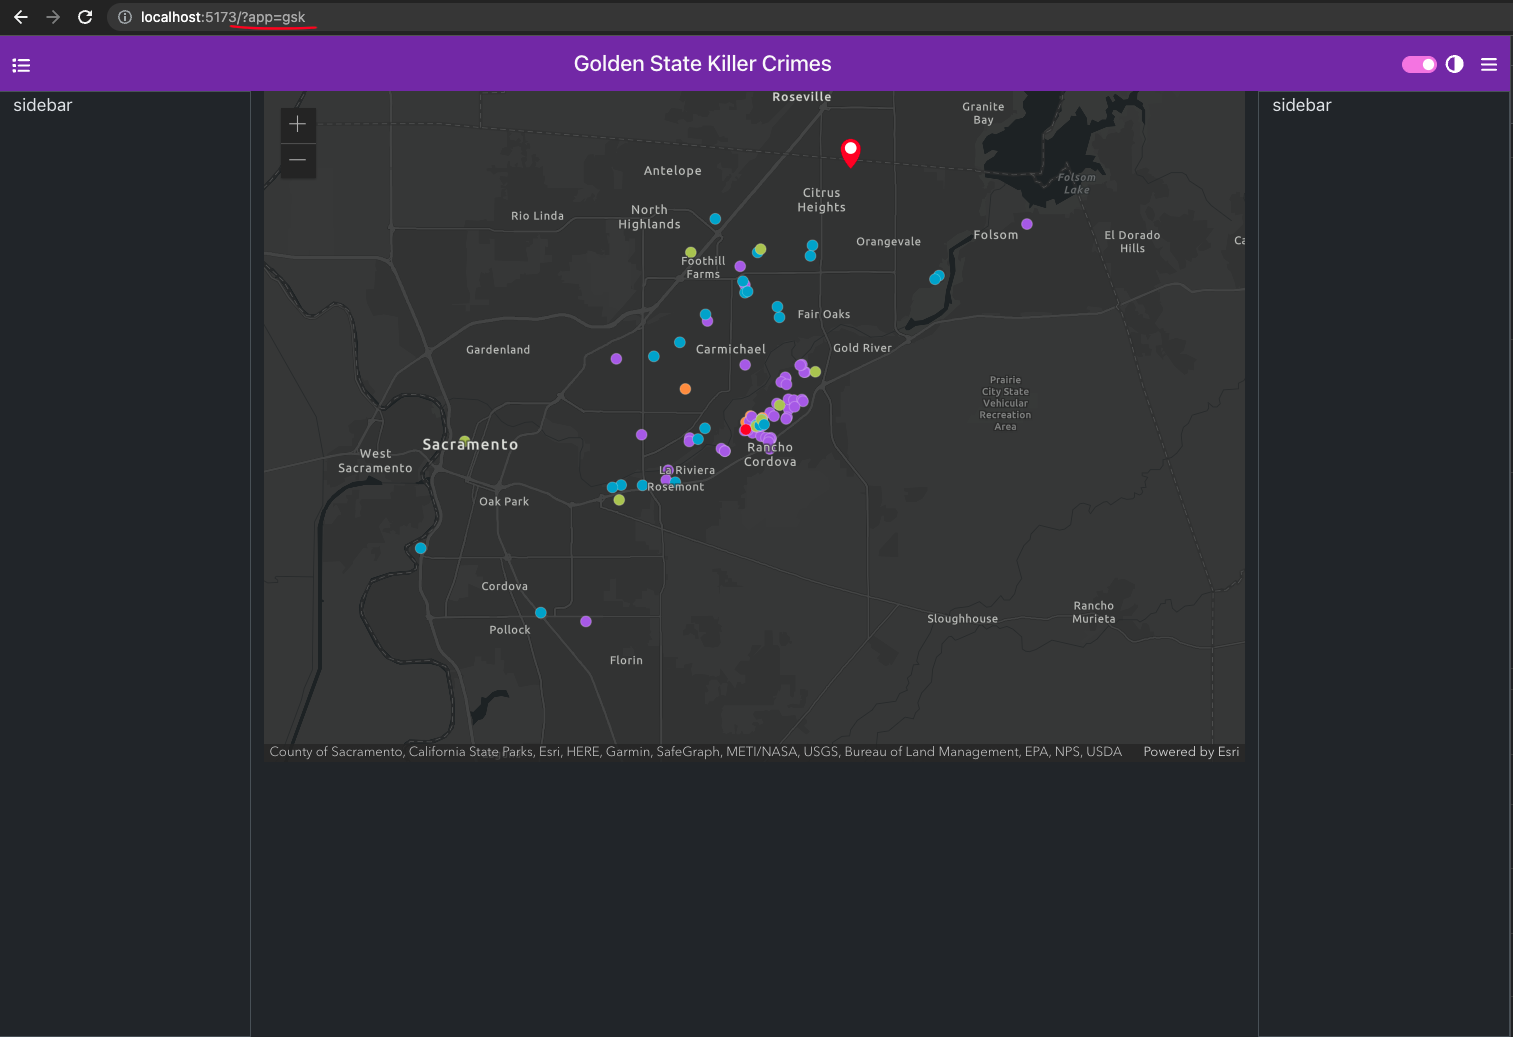 localhost:5173/?app=gsk
Golden State Killer Crimes
sidebar
sidebar
Roseville
Granite
Bay
Antelope
Folsom
Lake
Citrus
Heights
North
Highlands
Rio Linda
Folsom
El Dorado
Hills
Ca
Orangevale
Foothill
Farms
Fair Oaks
Gardenland
Carmichael
Gold River
Prairie
City State
Vehicular
Recreation
Area
Sacramento
West
Sacramento
Rancho
Cordova
La Riviera
Rosemont
Oak Park
Cordova
Pollock
Florin
Sloughhouse
Rancho
Murieta
County of Sacramento, California State Parks, Esri, HERE, Garmin, SafeGraph, METI/NASA, USGS, Bureau of Land Management, EPA, NPS, USDA
Powered by Esri